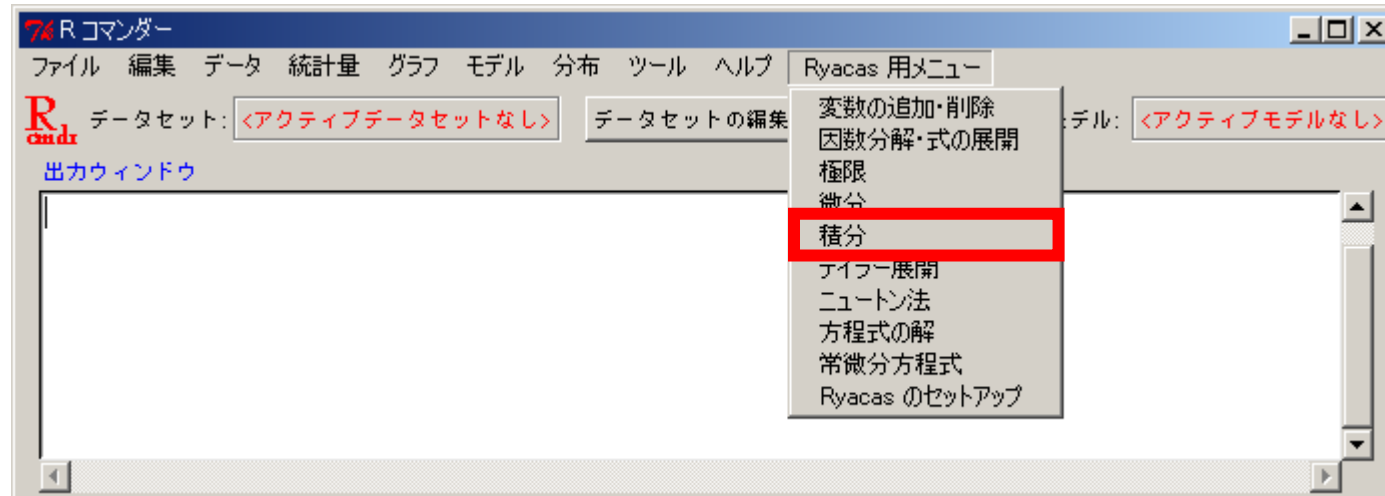 R コマンダー
ファイル 編集 データ 統計量 グラフ モデル 分布 ツール ヘルプ Ryacas 用メニュー
R cmdr データセット: <アクティブデータセットなし> データセットの編集 モデル: <アクティブモデルなし>
出力ウィンドウ
変数の追加・削除
因数分解・式の展開
極限
微分
積分
テイラー展開
ニュートン法
方程式の解
常微分方程式
Ryacas のセットアップ